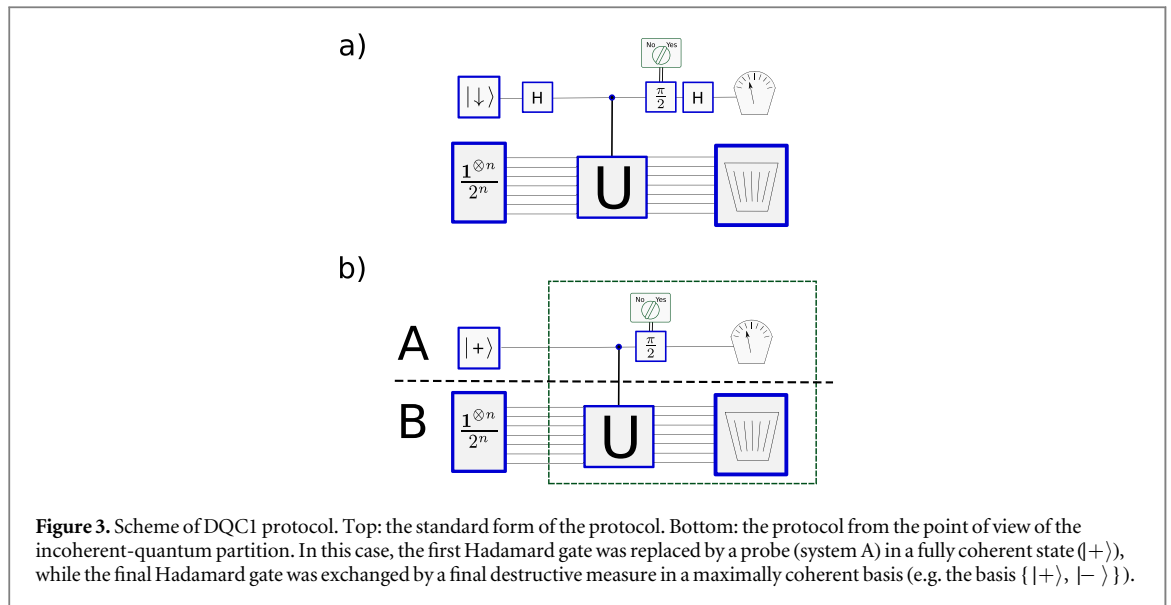 a)
No Yes
|↓⟩ H π/2 H
1^{⊗n}/2^n U
b)
No Yes
A |+⟩ π/2
B 1^{⊗n}/2^n U
Figure 3. Scheme of DQC1 protocol. Top: the standard form of the protocol. Bottom: the protocol from the point of view of the
incoherent-quantum partition. In this case, the first Hadamard gate was replaced by a probe (system A) in a fully coherent state (|+⟩),
while the final Hadamard gate was exchanged by a final destructive measure in a maximally coherent basis (e.g. the basis {|+⟩, |−⟩}).